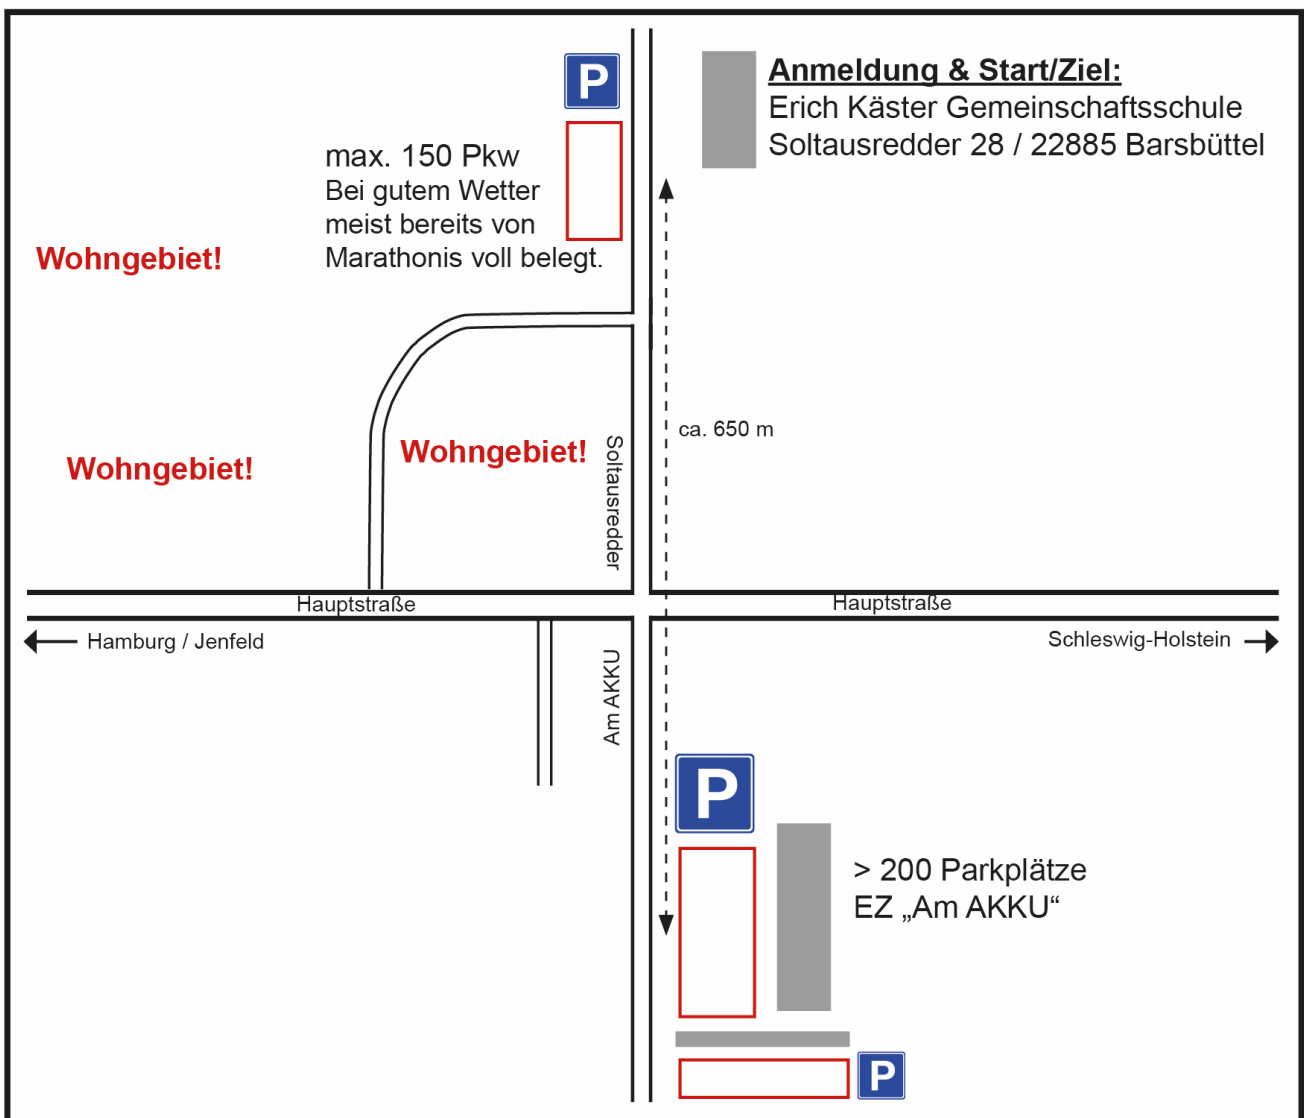 P
Anmeldung & Start/Ziel:
Erich Käster Gemeinschaftsschule
Soltausredder 28 / 22885 Barsbüttel
max. 150 Pkw
Bei gutem Wetter
meist bereits von
Marathonis voll belegt.
Wohngebiet!
Wohngebiet!
Wohngebiet!
Soltausredder
ca. 650 m
Hauptstraße
Hauptstraße
Hamburg / Jenfeld
Schleswig-Holstein
Am AKKU
P
> 200 Parkplätze
EZ „Am AKKU“
P